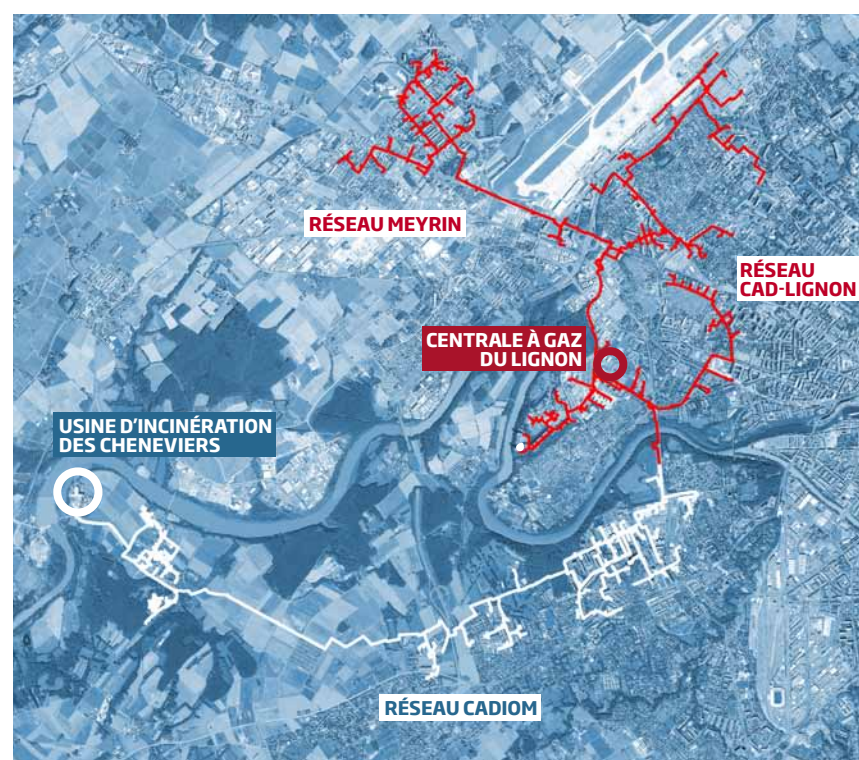 RÉSEAU MEYRIN
RÉSEAU
CAD-LIGNON
CENTRALE À GAZ
DU LIGNON
USINE D'INCINÉRATION
DES CHENEVIERS
RÉSEAU CADIOM